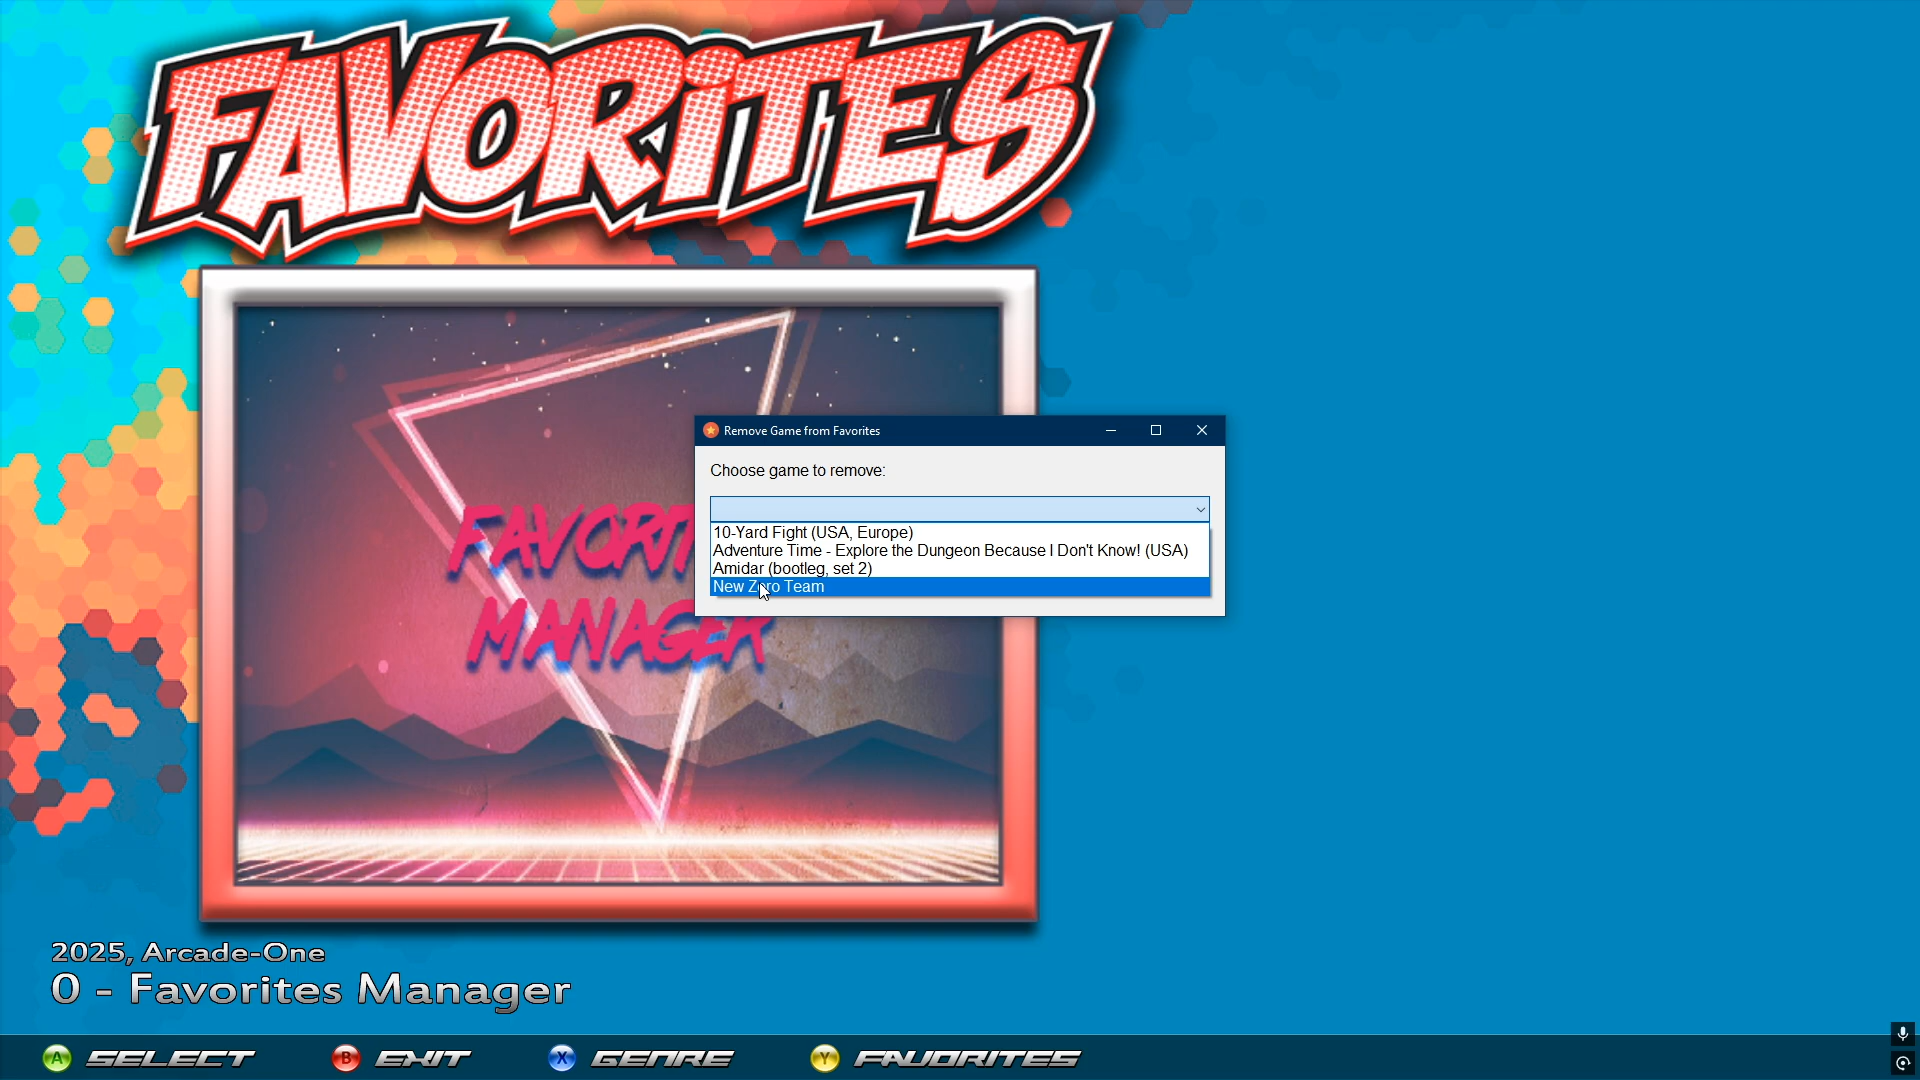 FAVORITES
Remove Game from Favorites
Choose game to remove:
10-Yard Fight (USA, Europe)
Adventure Time - Explore the Dungeon Because I Don't Know! (USA)
Amidar (bootleg, set 2)
New Zero Team
MANAGER
2025, Arcade-One
0 - Favorites Manager
A SELECT
B EXIT
X GENRE
Y FAVORITES